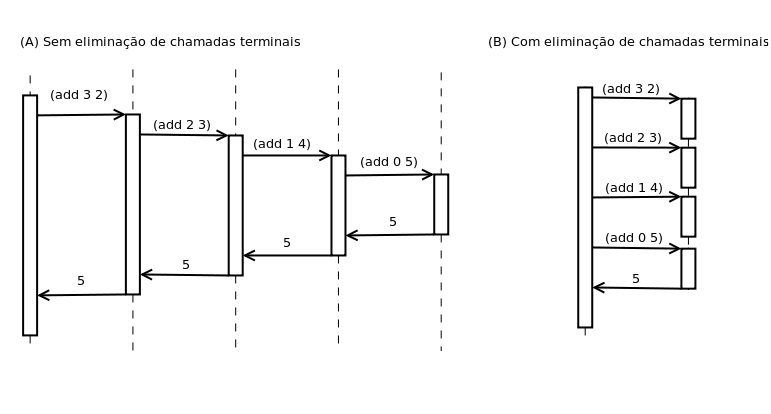 (A) Sem eliminação de chamadas terminais
(add 3 2)
(add 2 3)
(add 1 4)
(add 0 5)
5
5
5
5
(B) Com eliminação de chamadas terminais
(add 3 2)
(add 2 3)
(add 1 4)
(add 0 5)
5